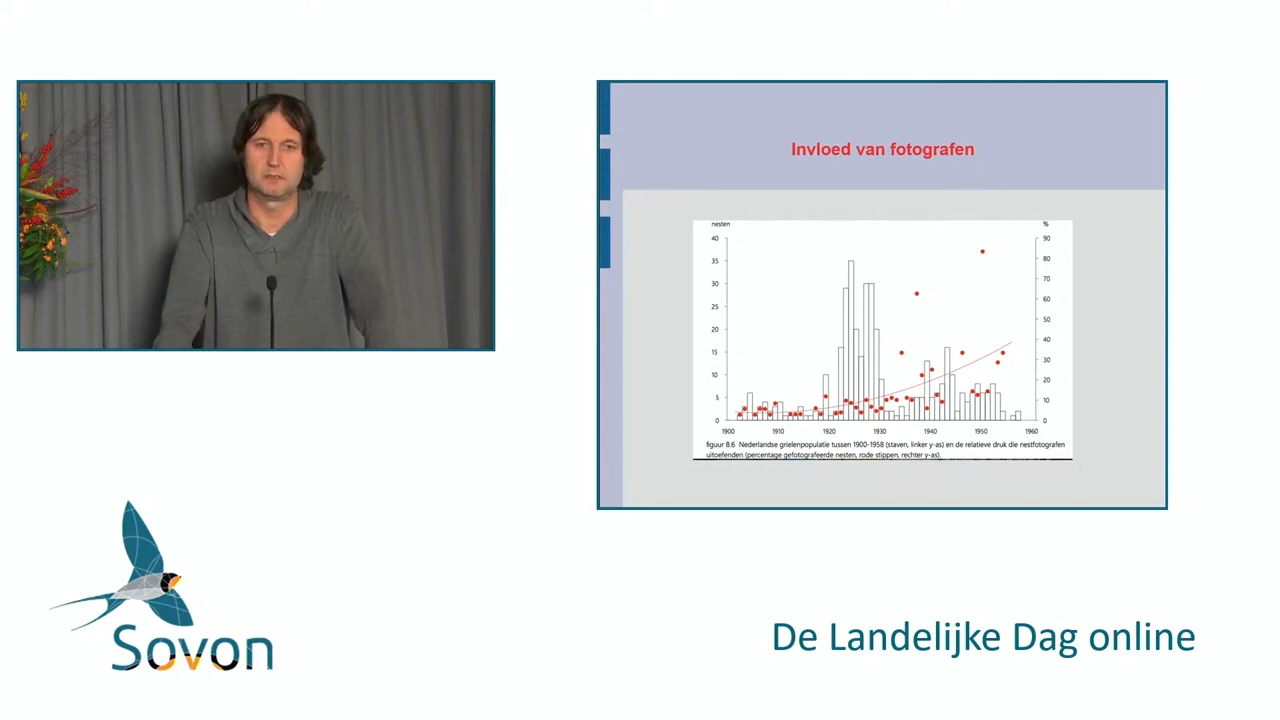 Invloed van fotografen
nesten %
40 90
35 80
30 70
25 60
20 50
15 40
10 30
5 20
0 10
0
1900 1910 1920 1930 1940 1950 1960
figuur 8.6 Nederlandse grielenpopulatie tussen 1900-1958 (staven, linker y-as) en de relatieve druk die nestfotografen
uitoefenden (percentage gefotografeerde nesten, rode stippen, rechter y-as).
Sovon
De Landelijke Dag online